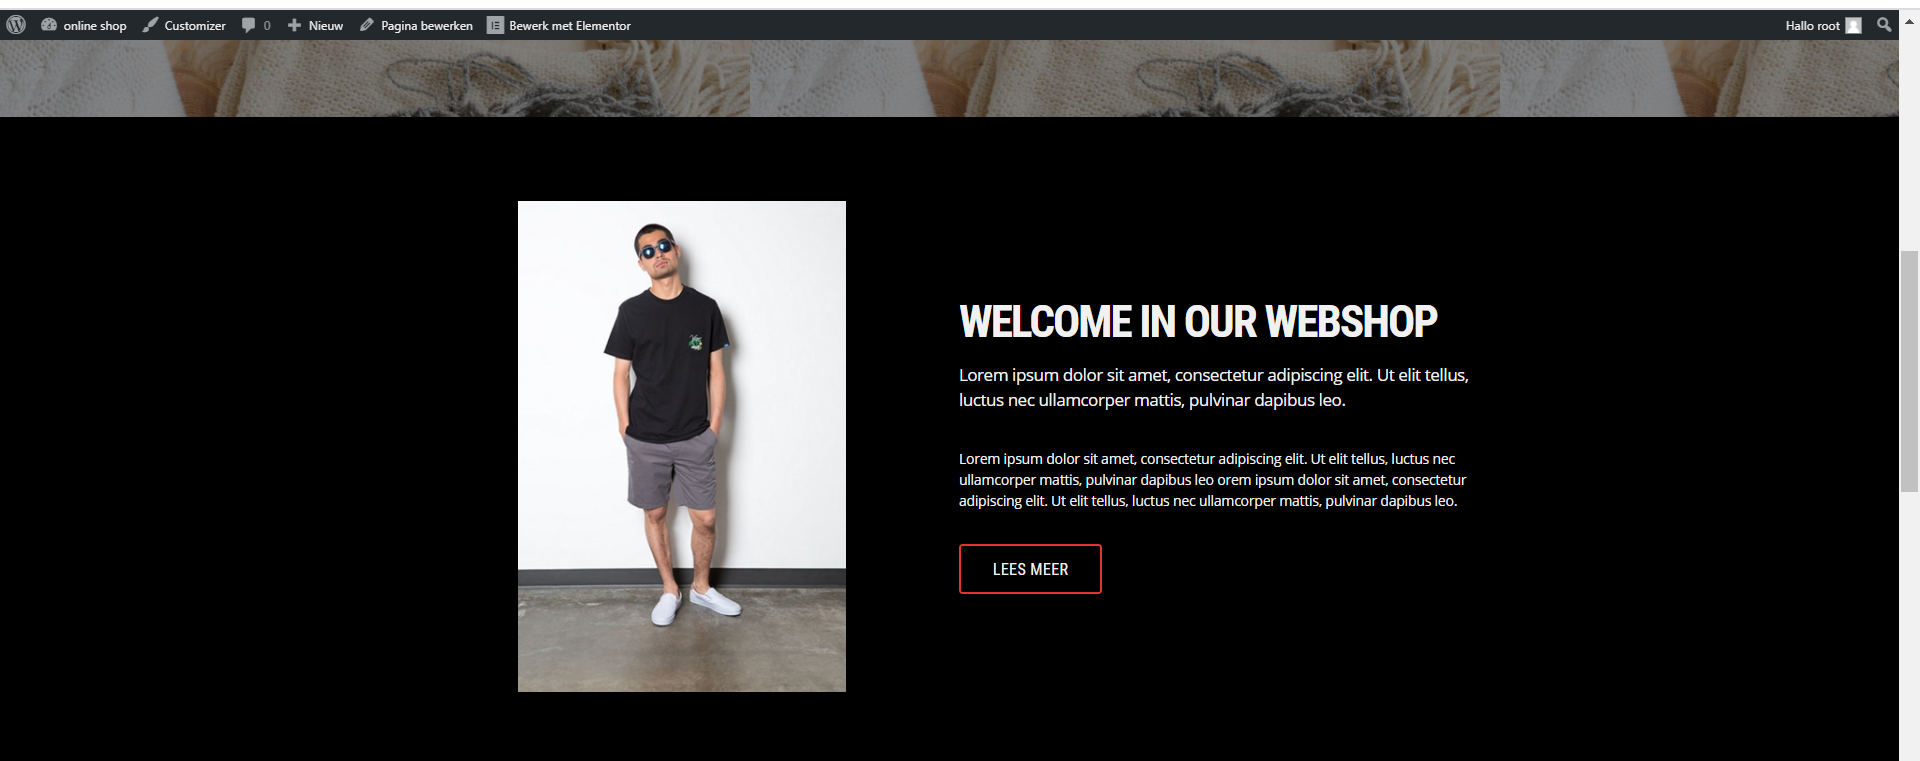 online shop Customizer 0 Nieuw Pagina bewerken Bewerk met Elementor Hallo root
WELCOME IN OUR WEBSHOP
Lorem ipsum dolor sit amet, consectetur adipiscing elit. Ut elit tellus,
luctus nec ullamcorper mattis, pulvinar dapibus leo.
Lorem ipsum dolor sit amet, consectetur adipiscing elit. Ut elit tellus, luctus nec
ullamcorper mattis, pulvinar dapibus leo orem ipsum dolor sit amet, consectetur
adipiscing elit. Ut elit tellus, luctus nec ullamcorper mattis, pulvinar dapibus leo.
LEES MEER